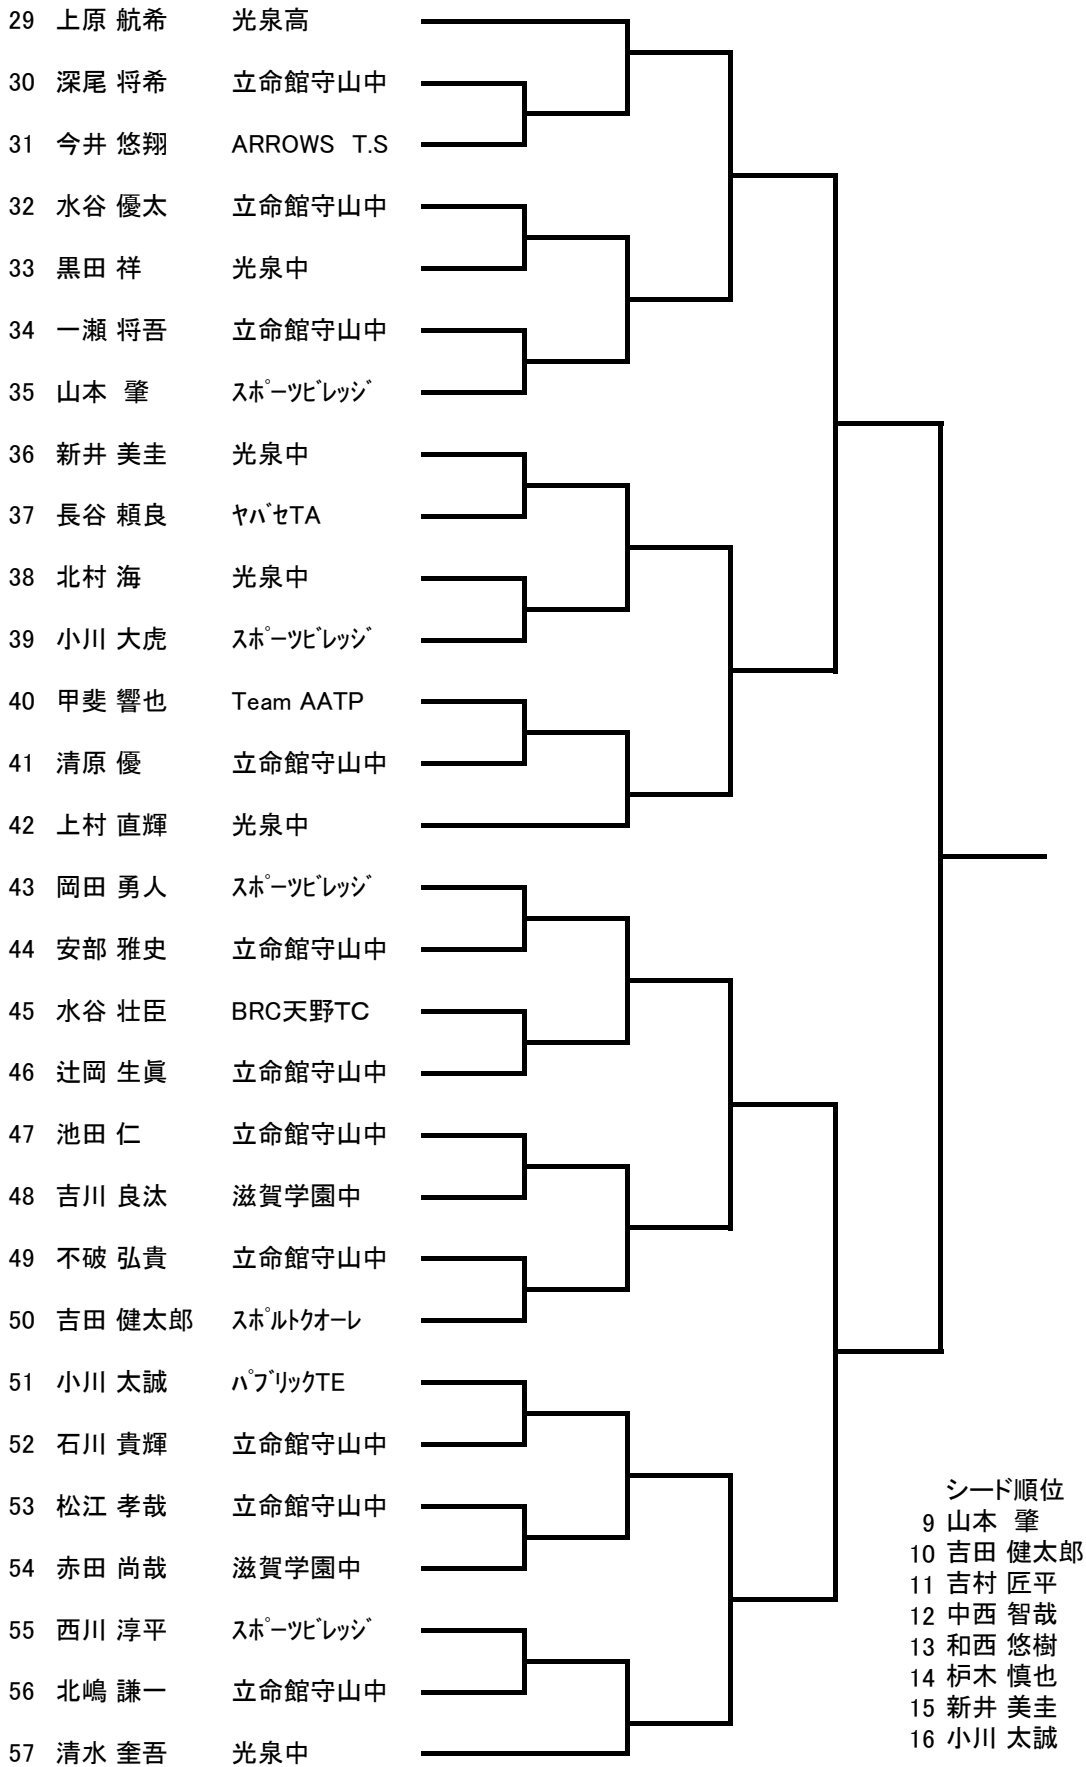 29 上原 航希 光泉高
30 深尾 将希 立命館守山中
31 今井 悠翔 ARROWS T.S
32 水谷 優太 立命館守山中
33 黒田 祥 光泉中
34 一瀬 将吾 立命館守山中
35 山本 肇 ｽﾎﾟｰﾂﾋﾞﾚｯｼﾞ
36 新井 美圭 光泉中
37 長谷 頼良 ﾔﾊﾞｾTA
38 北村 海 光泉中
39 小川 大虎 ｽﾎﾟｰﾂﾋﾞﾚｯｼﾞ
40 甲斐 響也 Team AATP
41 清原 優 立命館守山中
42 上村 直輝 光泉中
43 岡田 勇人 ｽﾎﾟｰﾂﾋﾞﾚｯｼﾞ
44 安部 雅史 立命館守山中
45 水谷 壮臣 BRC天野TC
46 辻岡 生眞 立命館守山中
47 池田 仁 立命館守山中
48 吉川 良汰 滋賀学園中
49 不破 弘貴 立命館守山中
50 吉田 健太郎 ｽﾎﾟﾙﾄｸｵｰﾚ
51 小川 太誠 ﾊﾟﾌﾞﾘｯｸTE
52 石川 貴輝 立命館守山中
53 松江 孝哉 立命館守山中
54 赤田 尚哉 滋賀学園中
55 西川 淳平 ｽﾎﾟｰﾂﾋﾞﾚｯｼﾞ
56 北嶋 謙一 立命館守山中
57 清水 奎吾 光泉中
シード順位
9 山本 肇
10 吉田 健太郎
11 吉村 匠平
12 中西 智哉
13 和西 悠樹
14 枦木 慎也
15 新井 美圭
16 小川 太誠